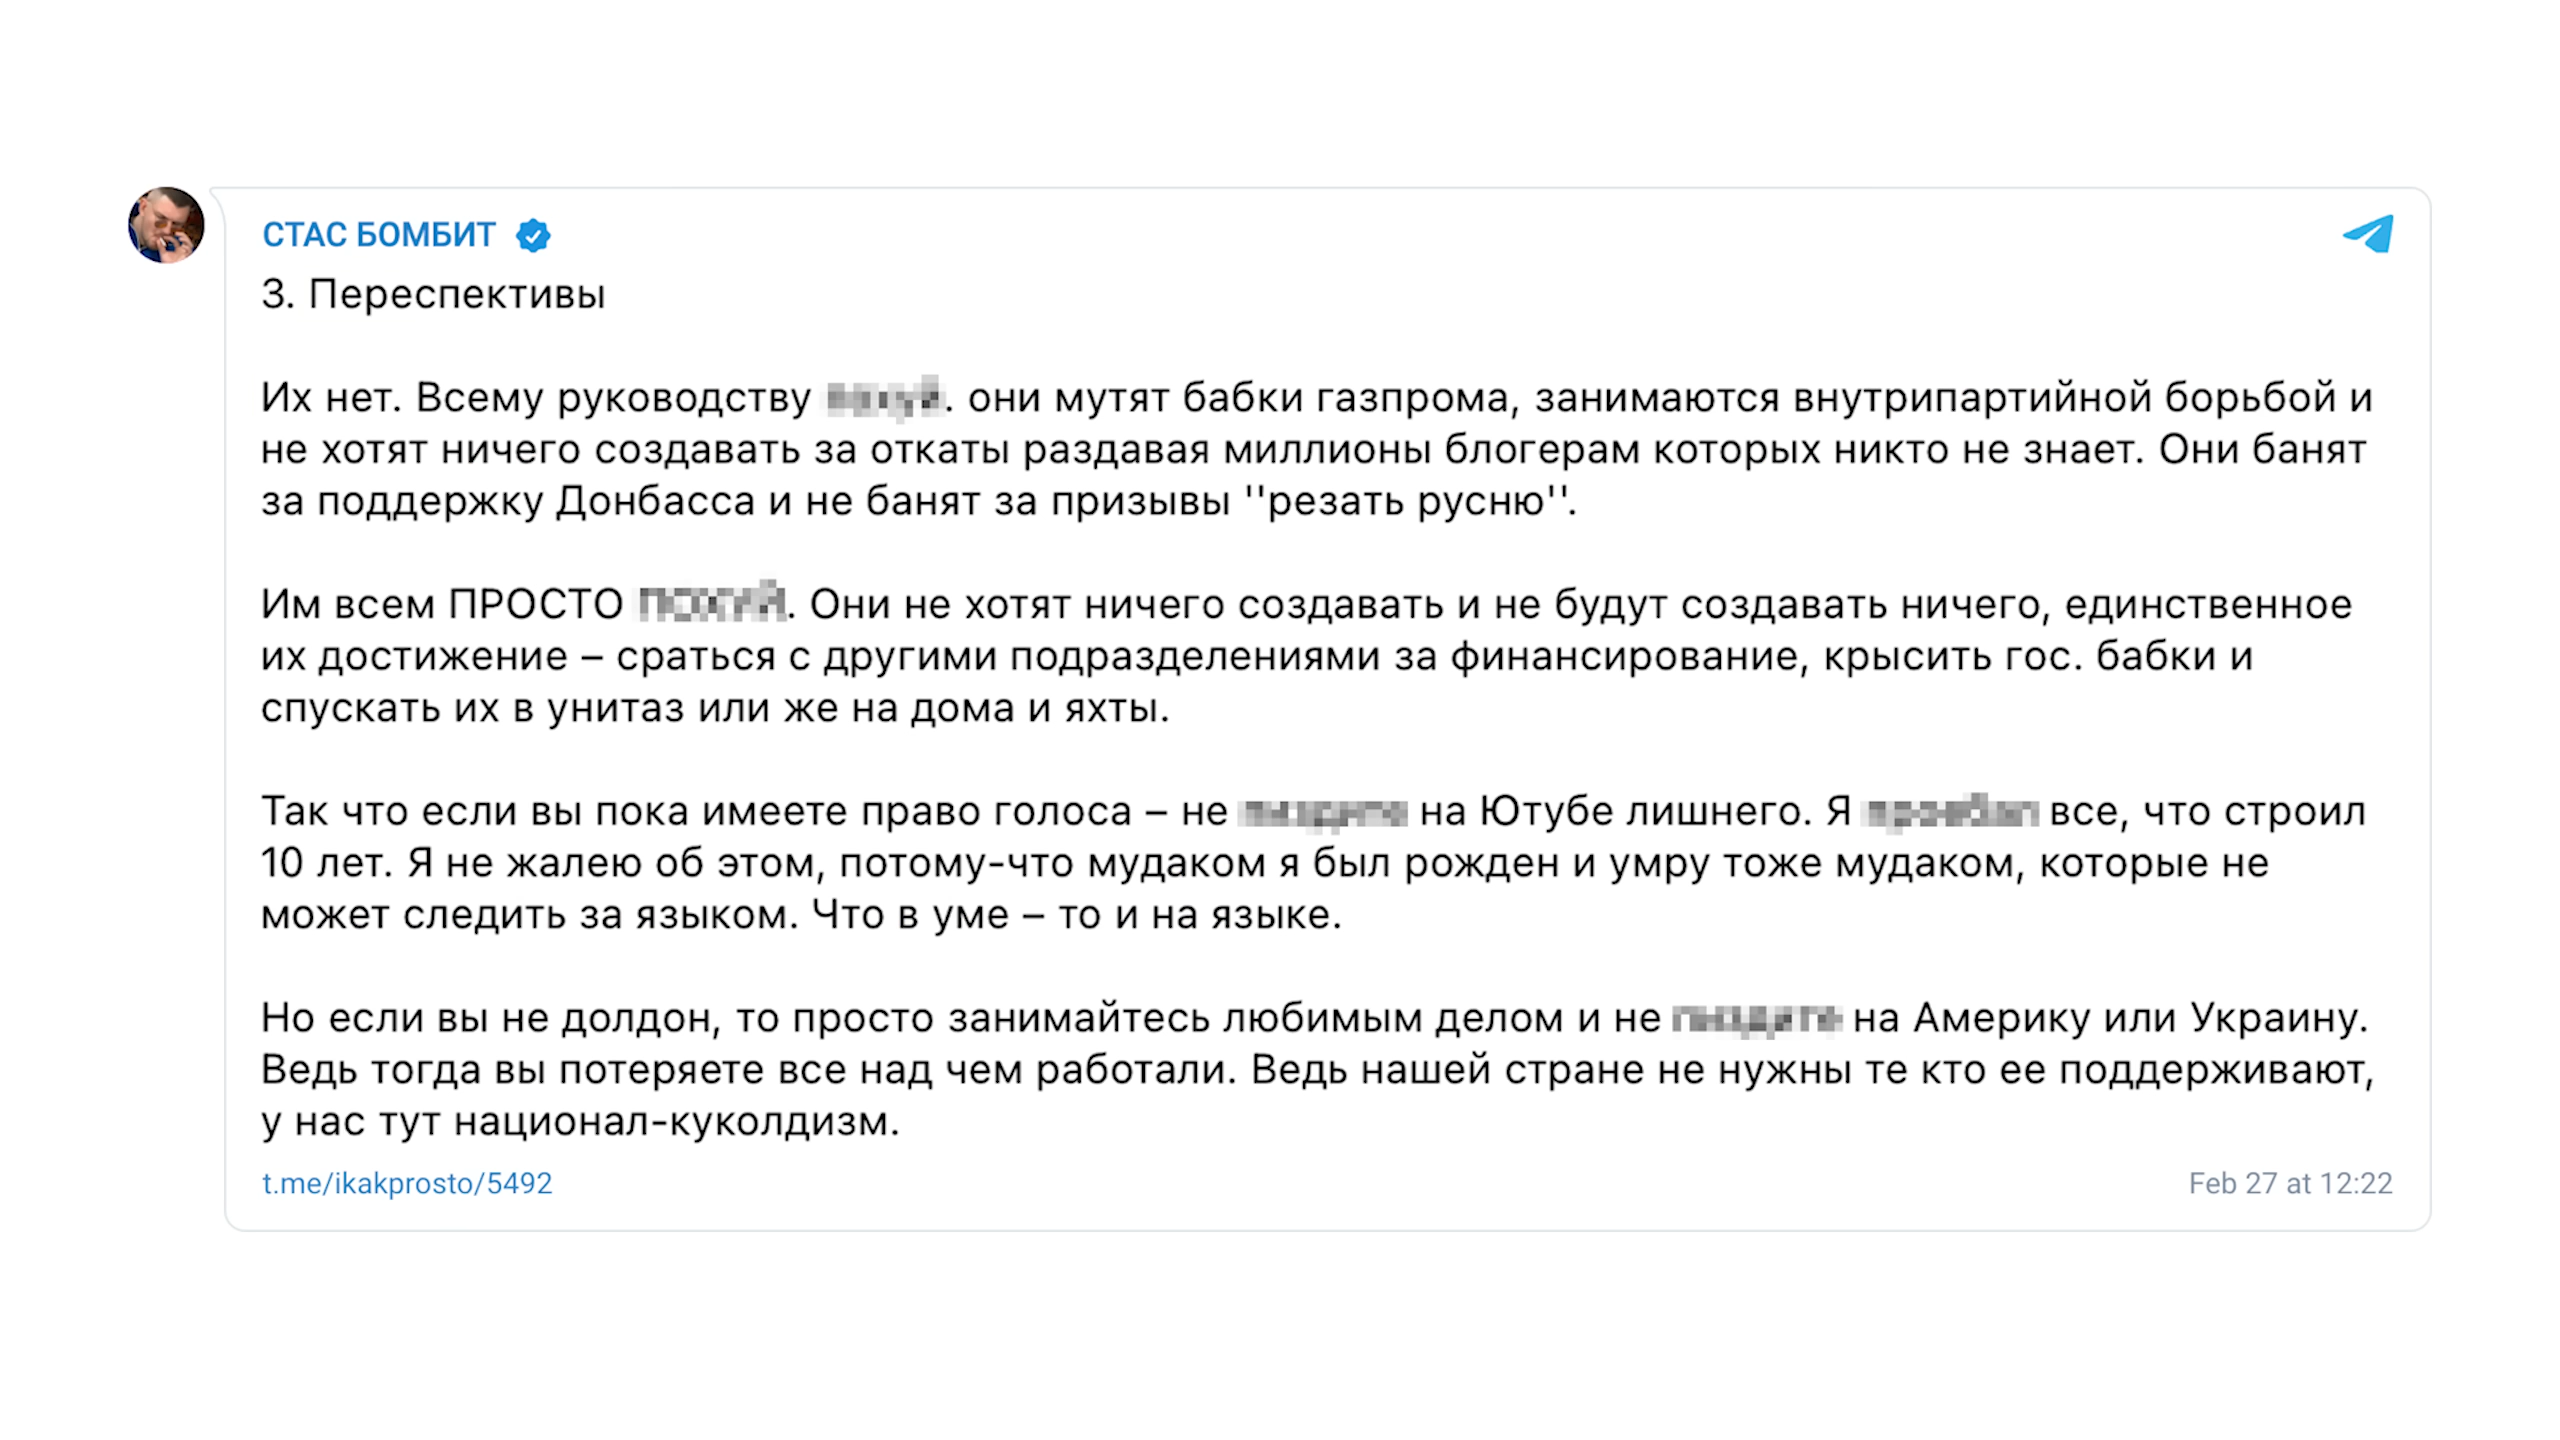 СТАС БОМБИТ
3. Переспективы
Их нет. Всему руководству . они мутят бабки газпрома, занимаются внутрипартийной борьбой и
не хотят ничего создавать за откаты раздавая миллионы блогерам которых никто не знает. Они банят
за поддержку Донбасса и не банят за призывы ''резать русню''.
Им всем ПРОСТО . Они не хотят ничего создавать и не будут создавать ничего, единственное
их достижение – сраться с другими подразделениями за финансирование, крысить гос. бабки и
спускать их в унитаз или же на дома и яхты.
Так что если вы пока имеете право голоса – не на Ютубе лишнего. Я все, что строил
10 лет. Я не жалею об этом, потому-что мудаком я был рожден и умру тоже мудаком, которые не
может следить за языком. Что в уме – то и на языке.
Но если вы не долдон, то просто занимайтесь любимым делом и не на Америку или Украину.
Ведь тогда вы потеряете все над чем работали. Ведь нашей стране не нужны те кто ее поддерживают,
у нас тут национал-куколдизм.
t.me/ikakprosto/5492
Feb 27 at 12:22